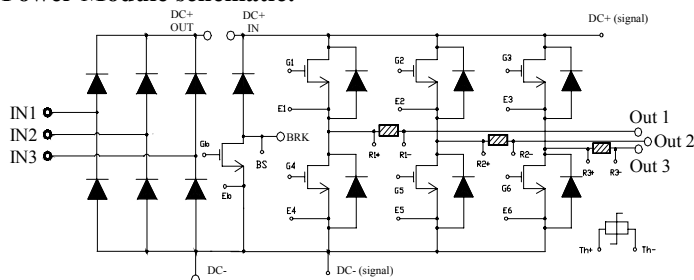 Power Module schematic:
DC+ OUT
DC+ IN
DC+ (signal)
G1
G2
G3
IN1
IN2
IN3
E1
E2
E3
Out 1
Out 2
Out 3
BRK
BS
R1+
R1-
R2+
R2-
R3+
R3-
G4
G5
G6
E4
E5
E6
Th+
Th-
DC-
DC- (signal)